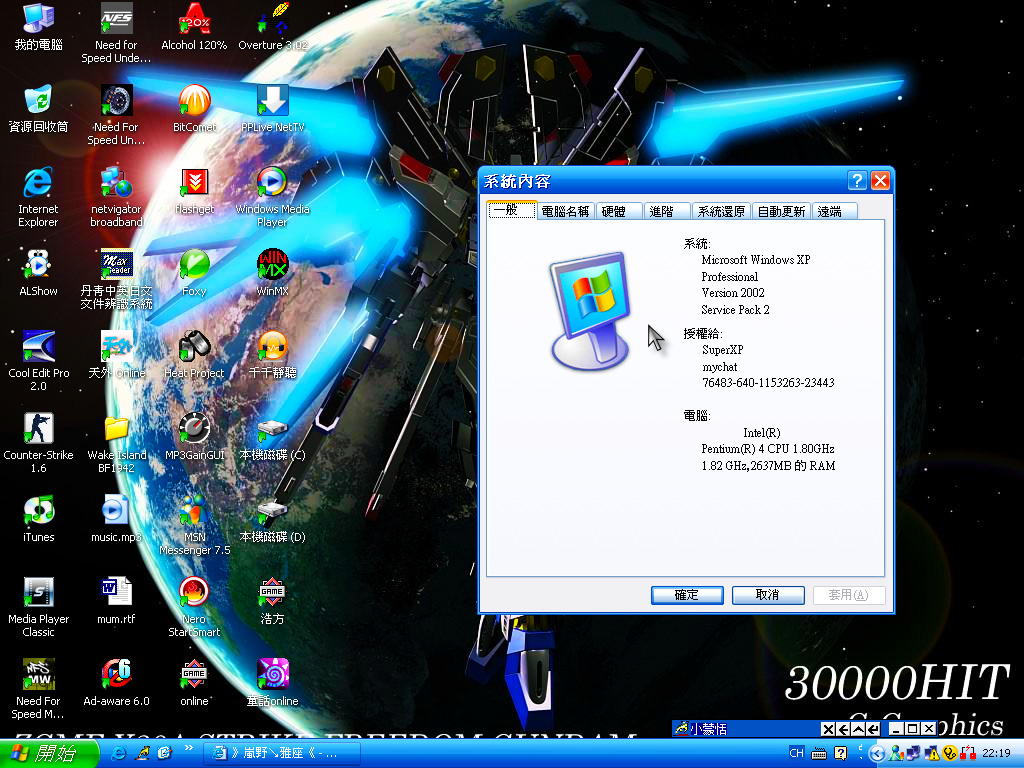 我的電腦
Need for
Speed Unde...
Alcohol 120%
Overture 3.02
資源回收筒
Need For
Speed Un...
BitComet
PPLive NetTV
Internet
Explorer
netvigator
broadband
flashget
Windows Media
Player
ALShow
丹青中英日文
文件辨識系統
Foxy
WinMX
Cool Edit Pro
2.0
天外 Online
Heat Project
千千靜聽
Counter-Strike
1.6
Wake Island
BF1942
MP3GainGUI
本機磁碟 (C)
iTunes
music.mp3
MSN
Messenger 7.5
本機磁碟 (D)
Media Player
Classic
mum.rtf
Nero
StartSmart
浩方
Need For
Speed M...
Ad-aware 6.0
online
童話online
系統內容
一般
電腦名稱
硬體
進階
系統還原
自動更新
遠端
系統:
Microsoft Windows XP
Professional
Version 2002
Service Pack 2
授權給:
SuperXP
mychat
76483-640-1153263-23443
電腦:
Intel(R)
Pentium(R) 4 CPU 1.80GHz
1.82 GHz,2637MB 的 RAM
確定
取消
套用(A)
30000HIT
ZGMF-X20A STRIKE FREEDOM GUNDAM
小蒙恬
開始
》嵐野↘雅座《 - ...
CH
22:19